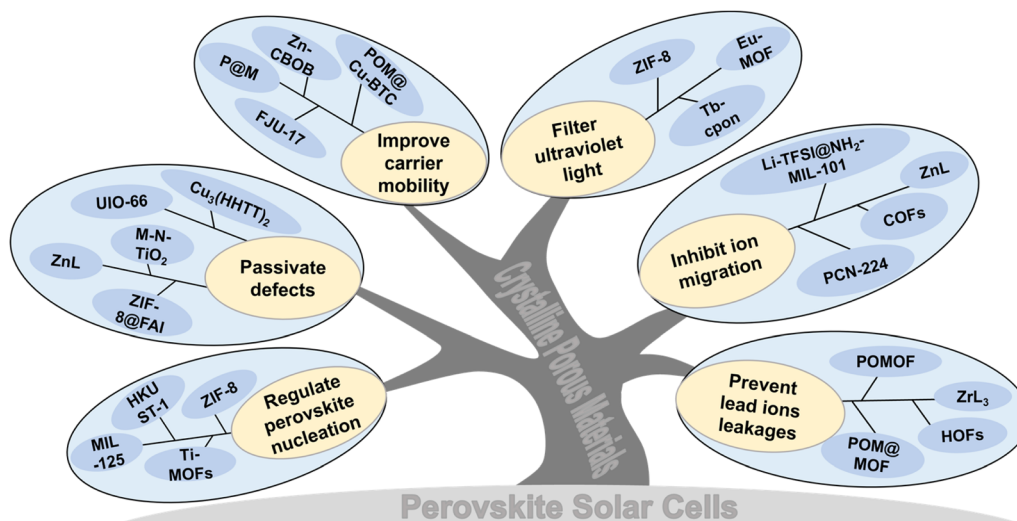 P@M
Zn-
CBOB
POM@
Cu-BTC
FJU-17
Improve
carrier
mobility
ZIF-8
Eu-
MOF
Tb-
cpon
Filter
ultraviolet
light
UIO-66
Cu₃(HHTT)₂
M-N-
TiO₂
ZnL
ZIF-
8@FAI
Passivate
defects
Li-TFSI@NH₂-
MIL-101
ZnL
COFs
PCN-224
Inhibit ion
migration
HKU
ST-1
ZIF-8
MIL
-125
Ti-
MOFs
Regulate
perovskite
nucleation
POMOF
ZrL₃
HOFs
POM@
MOF
Prevent
lead ions
leakages
Crystalline Porous Materials
Perovskite Solar Cells